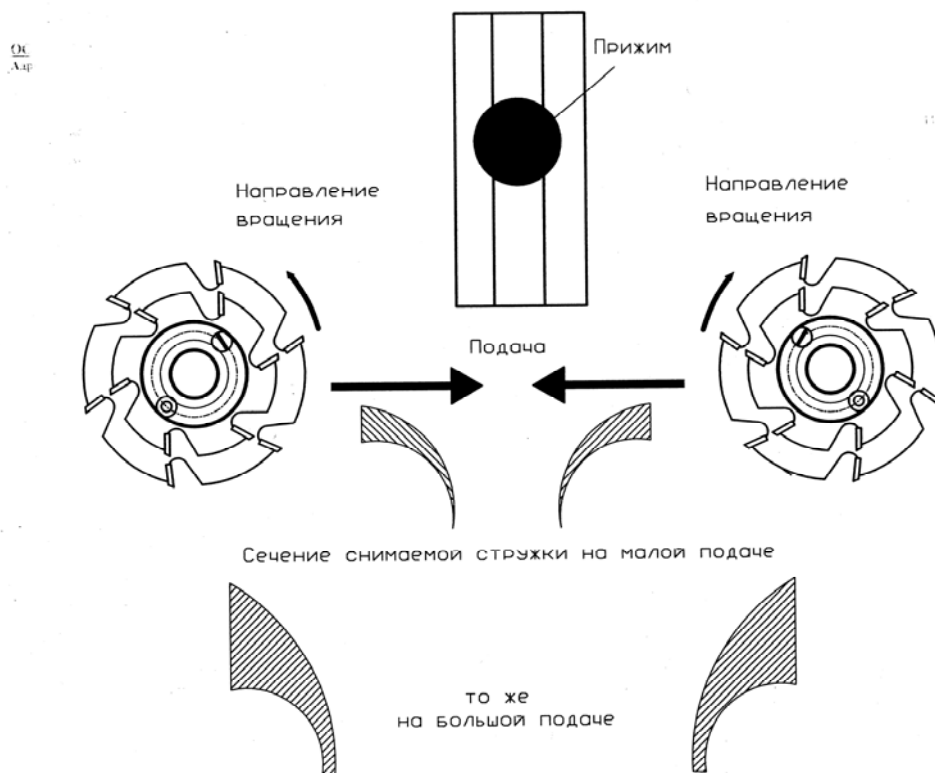 Прижим
Направление
вращения
Направление
вращения
Подача
Сечение снимаемой стружки на малой подаче
то же
на большой подаче